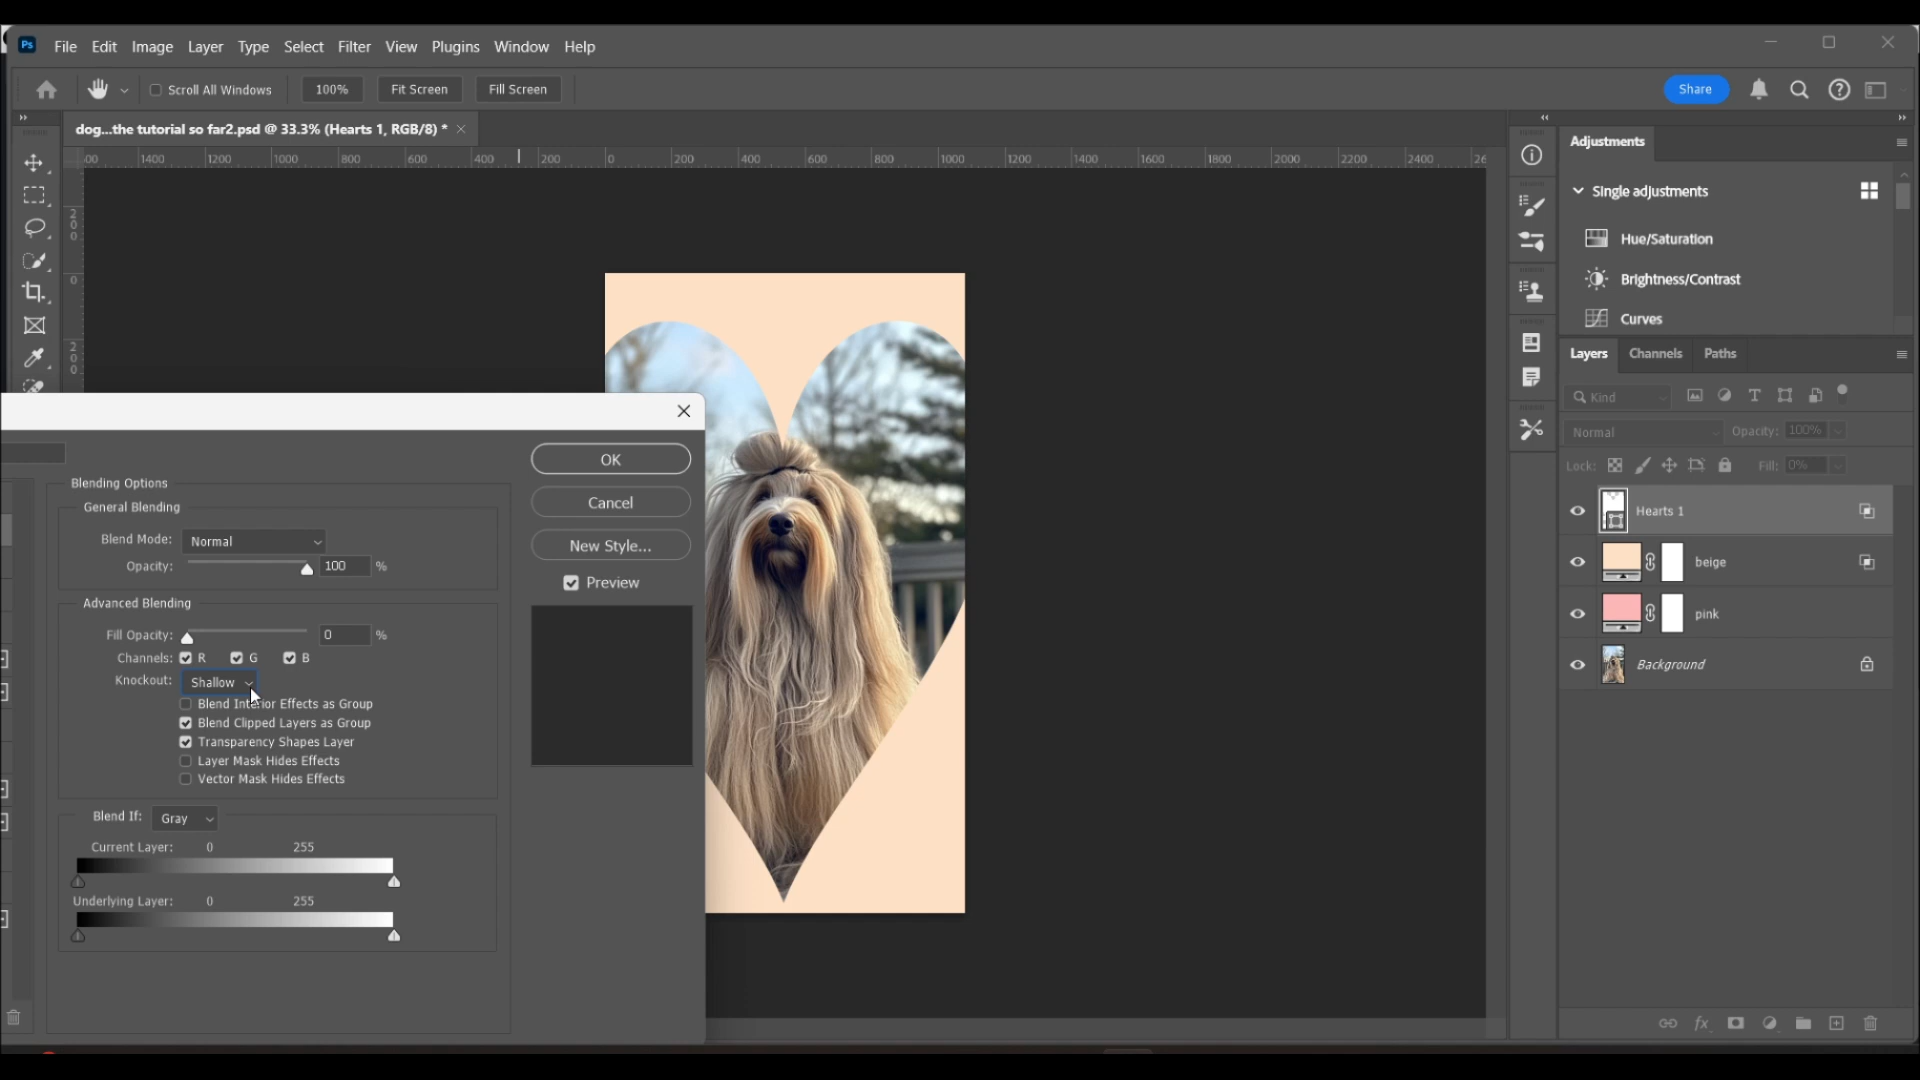 Ps File Edit Image Layer Type Select Filter View Plugins Window Help
Scroll All Windows 100% Fit Screen Fill Screen Share
dog...the tutorial so far2.psd @ 33.3% (Hearts 1, RGB/8) *
1400 1200 1000 800 600 400 200 0 200 400 600 800 1000 1200 1400 1600 1800 2000 2200 2400
200
0
200
Adjustments
Single adjustments
Hue/Saturation
Brightness/Contrast
Curves
Layers Channels Paths
Kind
Normal Opacity: 100%
Lock: Fill: 0%
Hearts 1
beige
pink
Background
Blending Options
General Blending
Blend Mode: Normal
Opacity: 100 %
Advanced Blending
Fill Opacity: 0 %
Channels: R G B
Knockout: Shallow
Blend Interior Effects as Group
Blend Clipped Layers as Group
Transparency Shapes Layer
Layer Mask Hides Effects
Vector Mask Hides Effects
Blend If: Gray
Current Layer: 0 255
Underlying Layer: 0 255
OK
Cancel
New Style...
Preview
fx